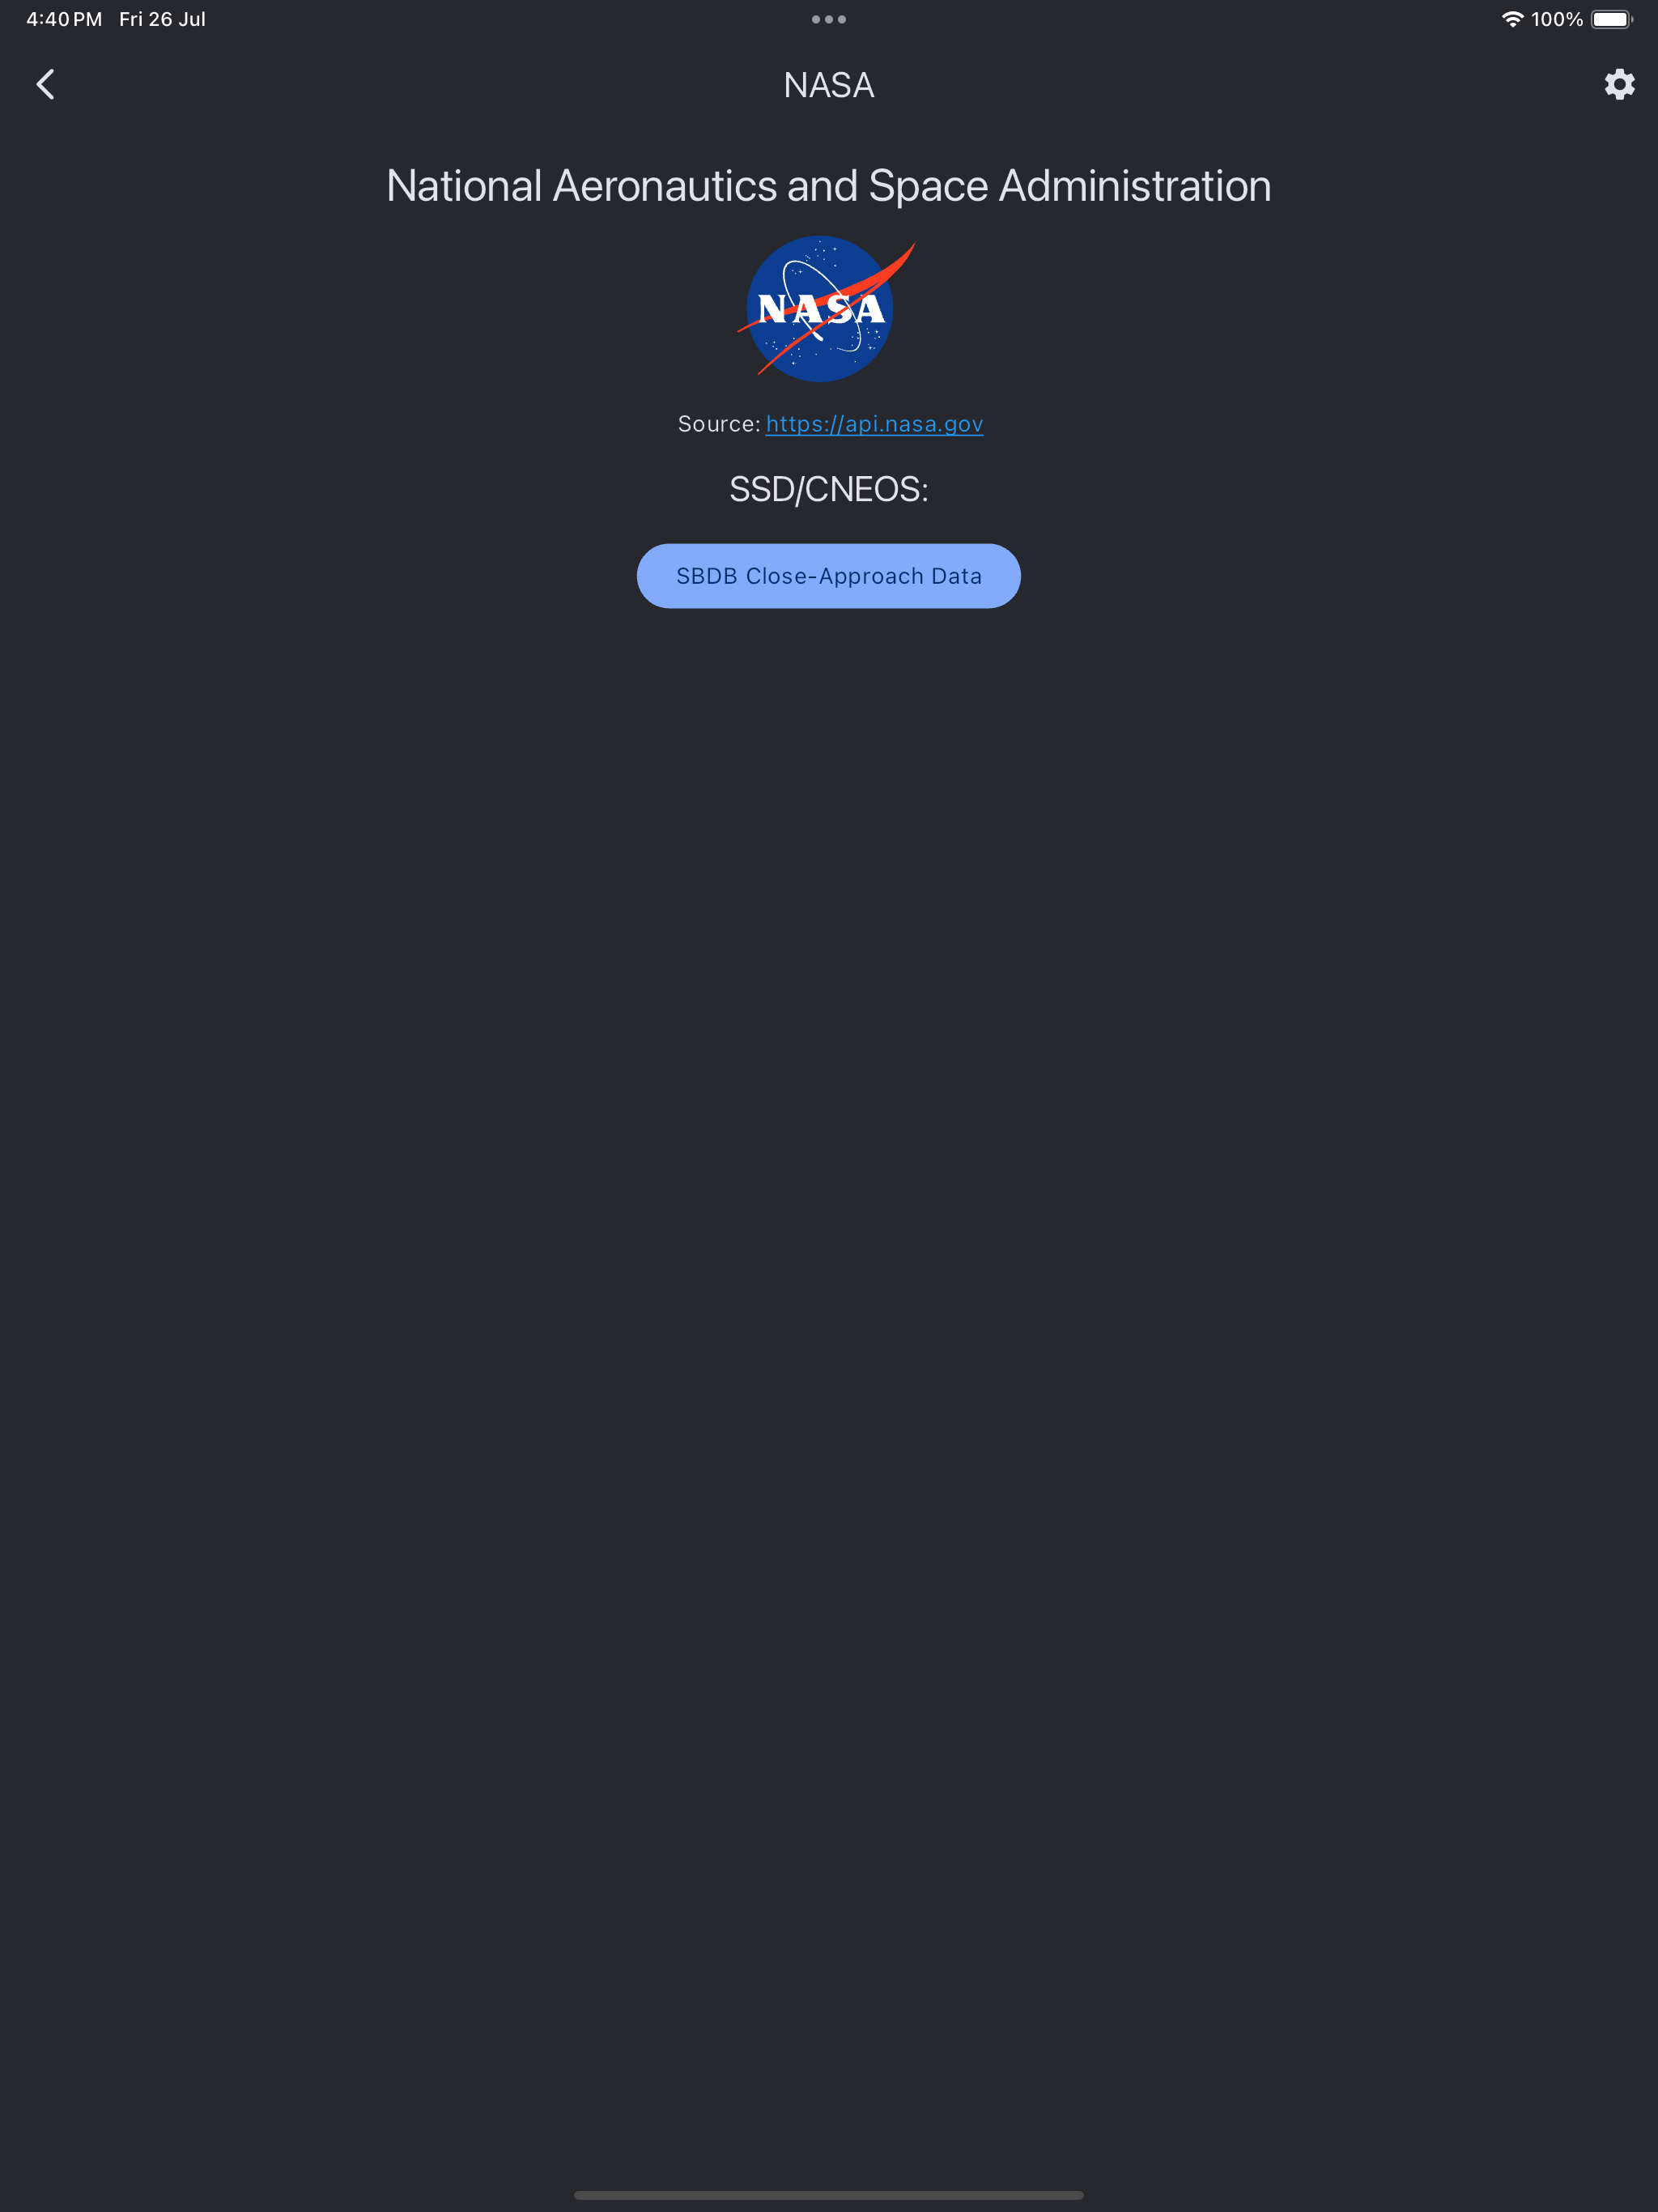 4:40 PM Fri 26 Jul 100%
NASA
National Aeronautics and Space Administration
NASA
Source: https://api.nasa.gov
SSD/CNEOS:
SBDB Close-Approach Data